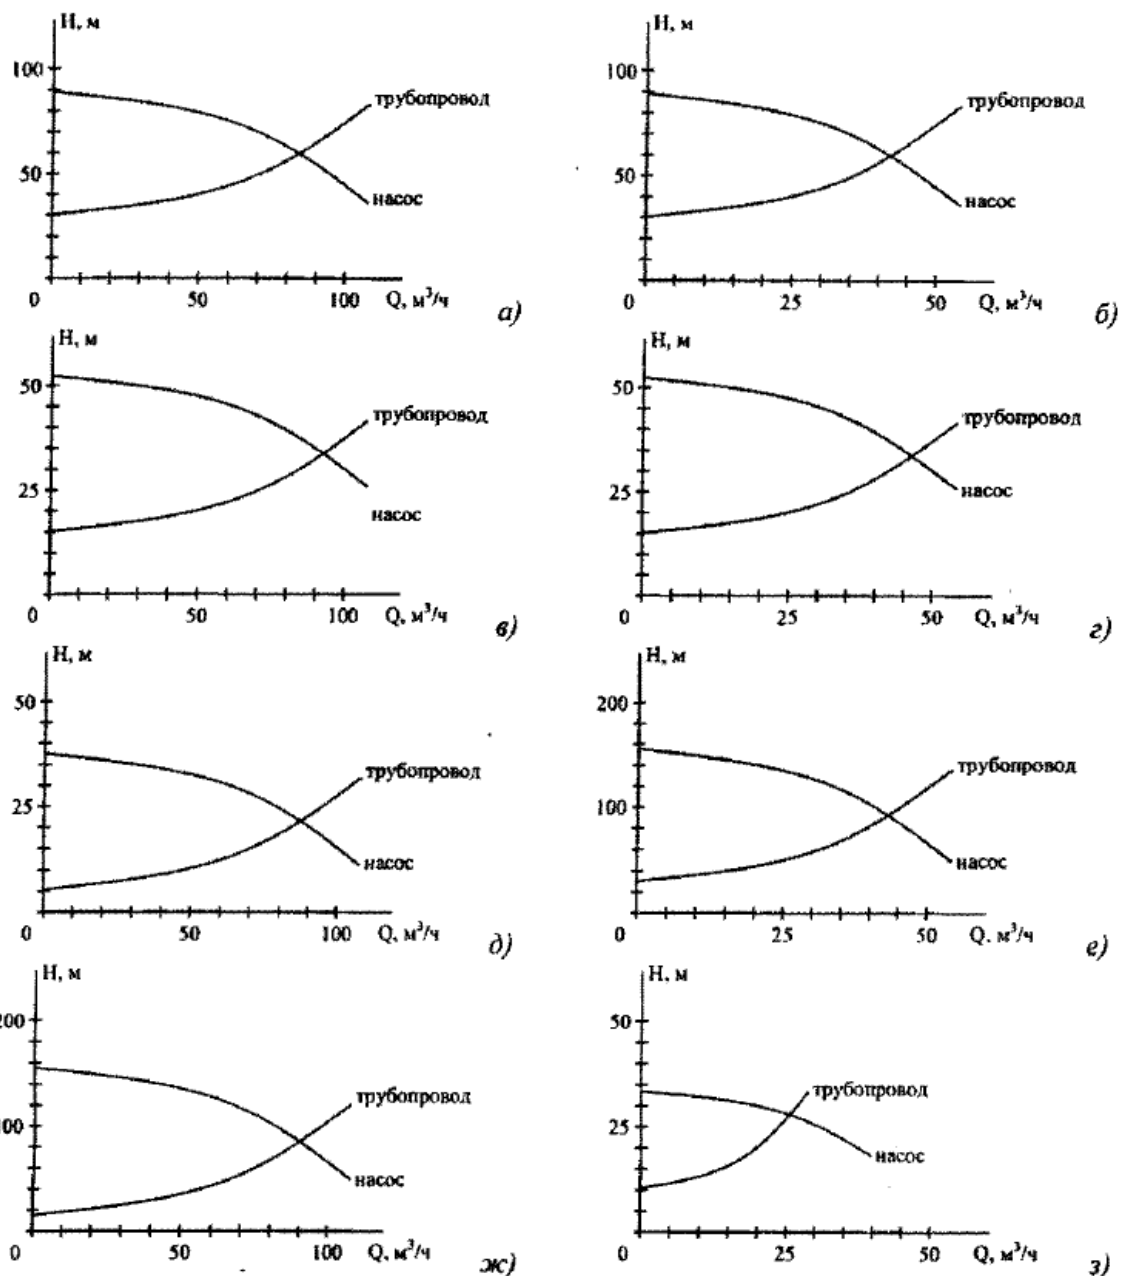 H, м
100
трубопровод
50
насос
0
50
100
Q, м³/ч
а)
H, м
100
трубопровод
50
насос
0
25
50
Q, м³/ч
б)
H, м
50
трубопровод
25
насос
0
50
100
Q, м³/ч
в)
H, м
50
трубопровод
25
насос
0
25
50
Q, м³/ч
г)
H, м
50
трубопровод
25
насос
0
50
100
Q, м³/ч
д)
H, м
200
трубопровод
100
насос
0
25
50
Q. м³/ч
е)
H, м
200
трубопровод
100
насос
0
50
100
Q, м³/ч
ж)
H, м
50
трубопровод
25
насос
0
25
50
Q, м³/ч
з)